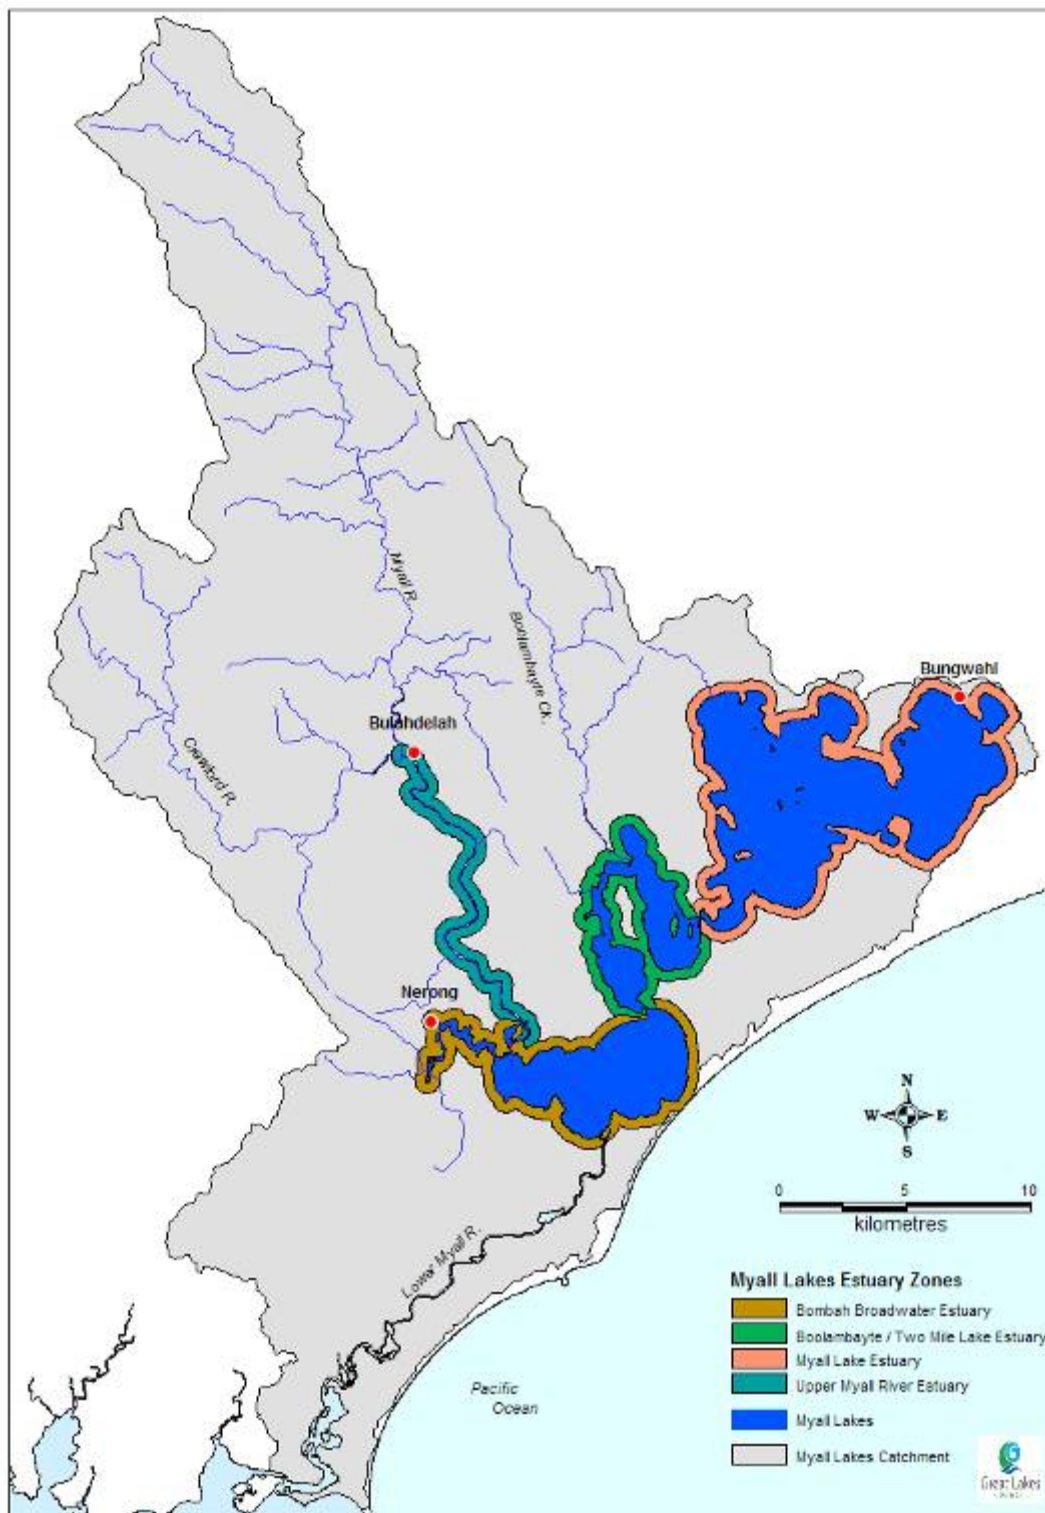 Myall R.
Boolambayte Ck.
Bungwahl
Bulahdelah
Crawford R.
Nerong
N
W
E
S
0
5
10
kilometres
Lower Myall R.
Myall Lakes Estuary Zones
Bombah Broadwater Estuary
Boolambayte / Two Mile Lake Estuary
Myall Lake Estuary
Upper Myall River Estuary
Pacific
Ocean
Myall Lakes
Myall Lakes Catchment
Great Lakes